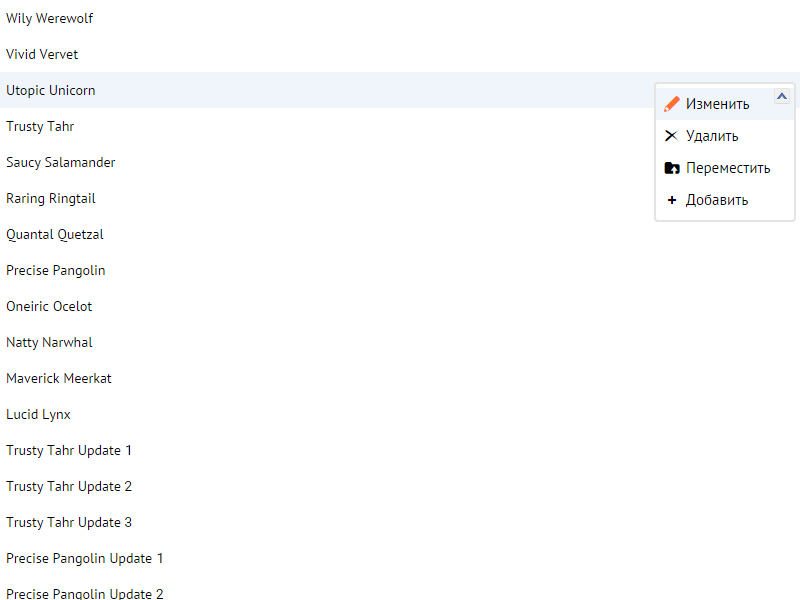 Wily Werewolf
Vivid Vervet
Utopic Unicorn
Изменить
Trusty Tahr
Удалить
Saucy Salamander
Переместить
Raring Ringtail
Добавить
Quantal Quetzal
Precise Pangolin
Oneiric Ocelot
Natty Narwhal
Maverick Meerkat
Lucid Lynx
Trusty Tahr Update 1
Trusty Tahr Update 2
Trusty Tahr Update 3
Precise Pangolin Update 1
Precise Pangolin Update 2